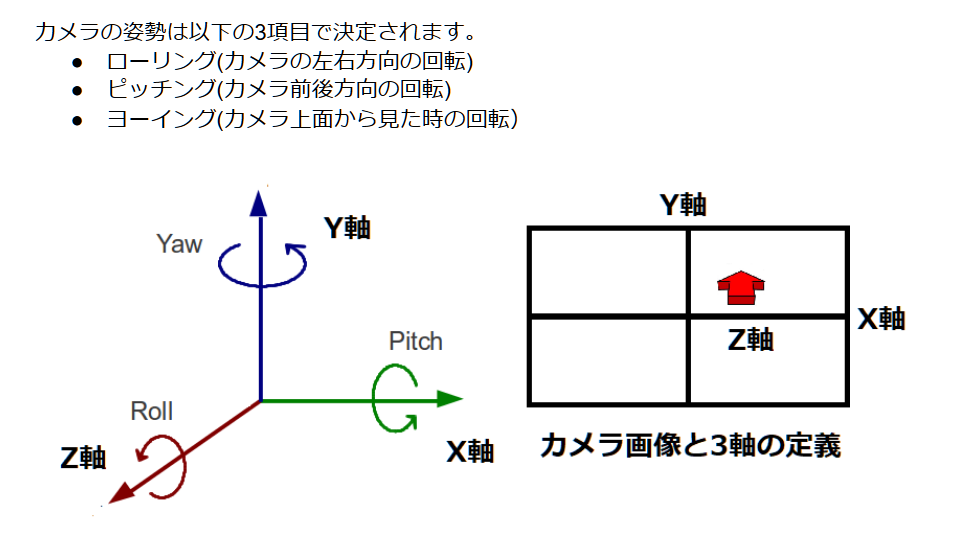 カメラの姿勢は以下の3項目で決定されます。
● ローリング(カメラの左右方向の回転)
● ピッチング(カメラ前後方向の回転)
● ヨーイング(カメラ上面から見た時の回転）
Y軸
Yaw
Y軸
Pitch
X軸
Z軸
Roll
Z軸
X軸
カメラ画像と3軸の定義